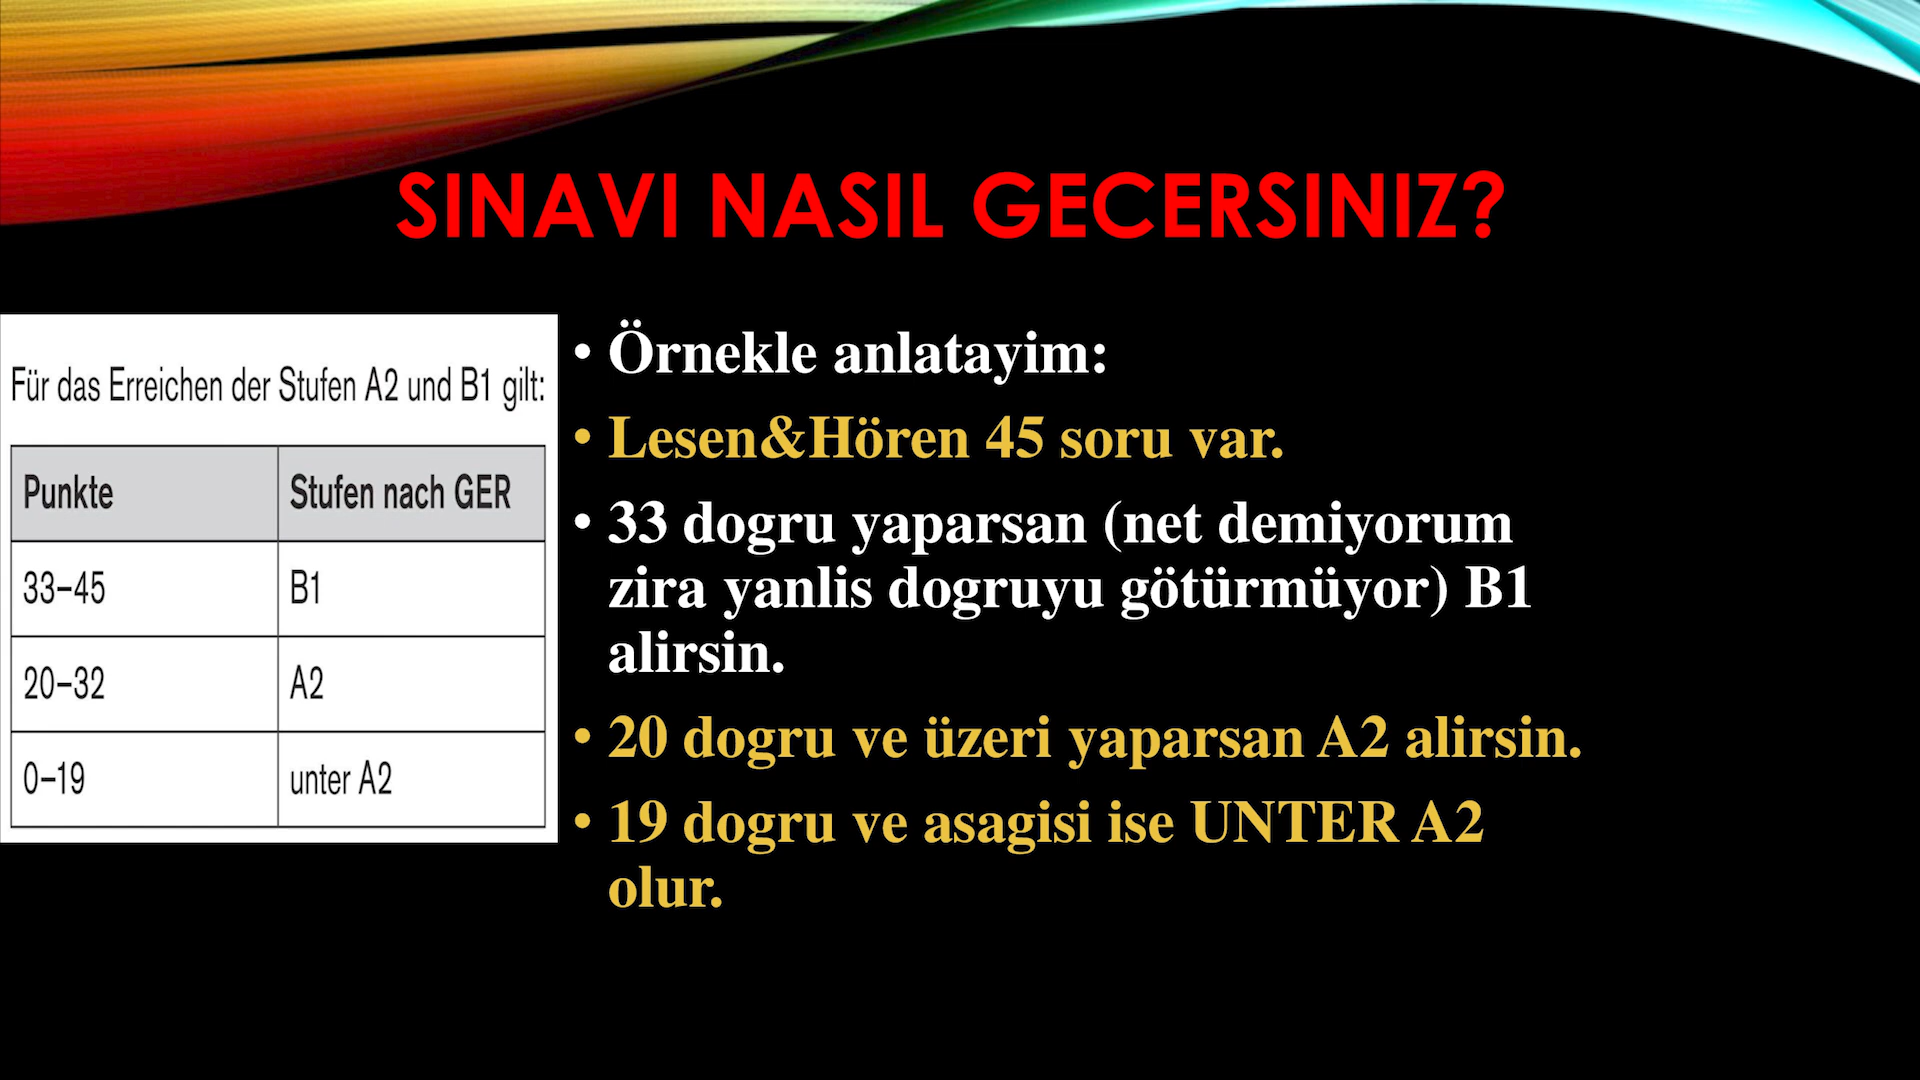 SINAVI NASIL GECERSINIZ?
Für das Erreichen der Stufen A2 und B1 gilt:
Punkte Stufen nach GER
33–45 B1
20–32 A2
0–19 unter A2
• Örnekle anlatayim:
• Lesen&Hören 45 soru var.
• 33 dogru yaparsan (net demiyorum
zira yanlis dogruyu götürmüyor) B1
alirsin.
• 20 dogru ve üzeri yaparsan A2 alirsin.
• 19 dogru ve asagisi ise UNTER A2
olur.